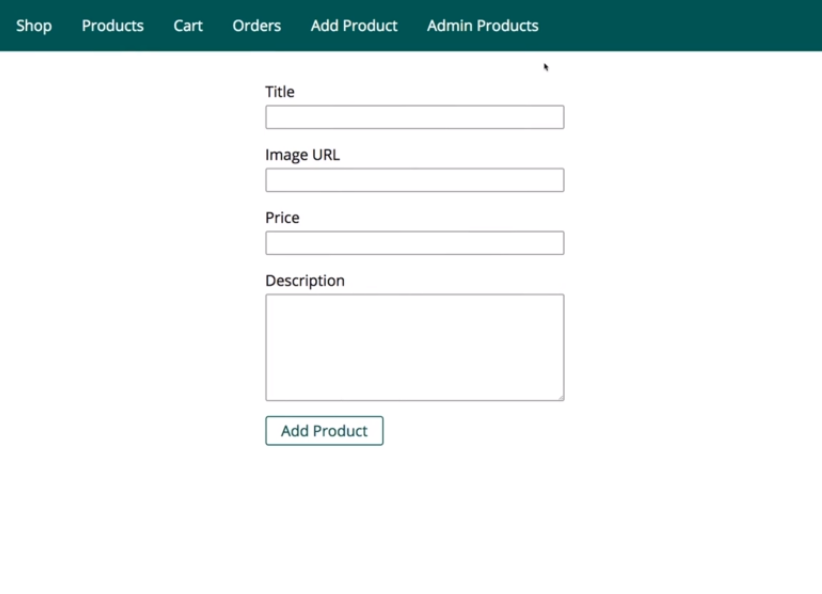 Shop Products Cart Orders Add Product Admin Products
Title
Image URL
Price
Description
Add Product